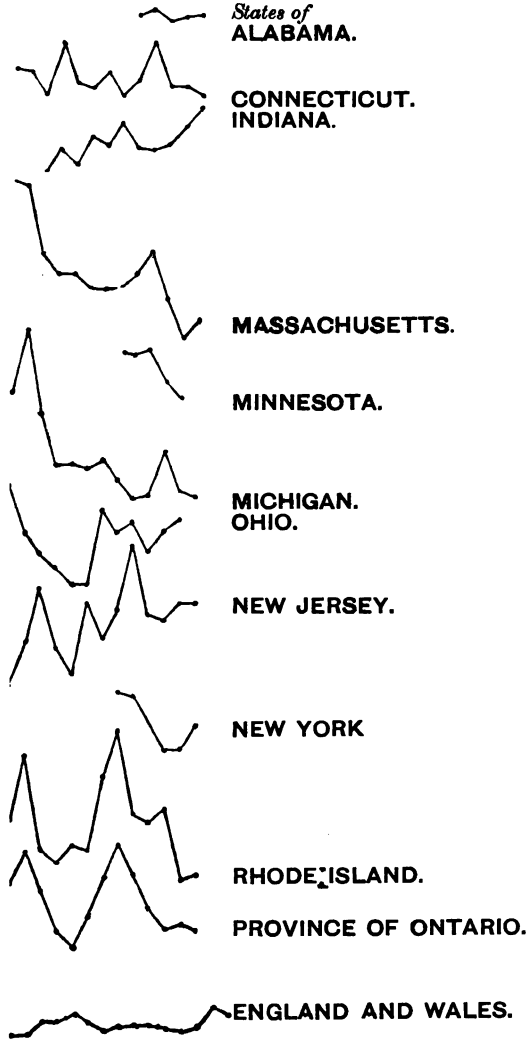 States of
ALABAMA.
CONNECTICUT.
INDIANA.
MASSACHUSETTS.
MINNESOTA.
MICHIGAN.
OHIO.
NEW JERSEY.
NEW YORK
RHODE ISLAND.
PROVINCE OF ONTARIO.
ENGLAND AND WALES.